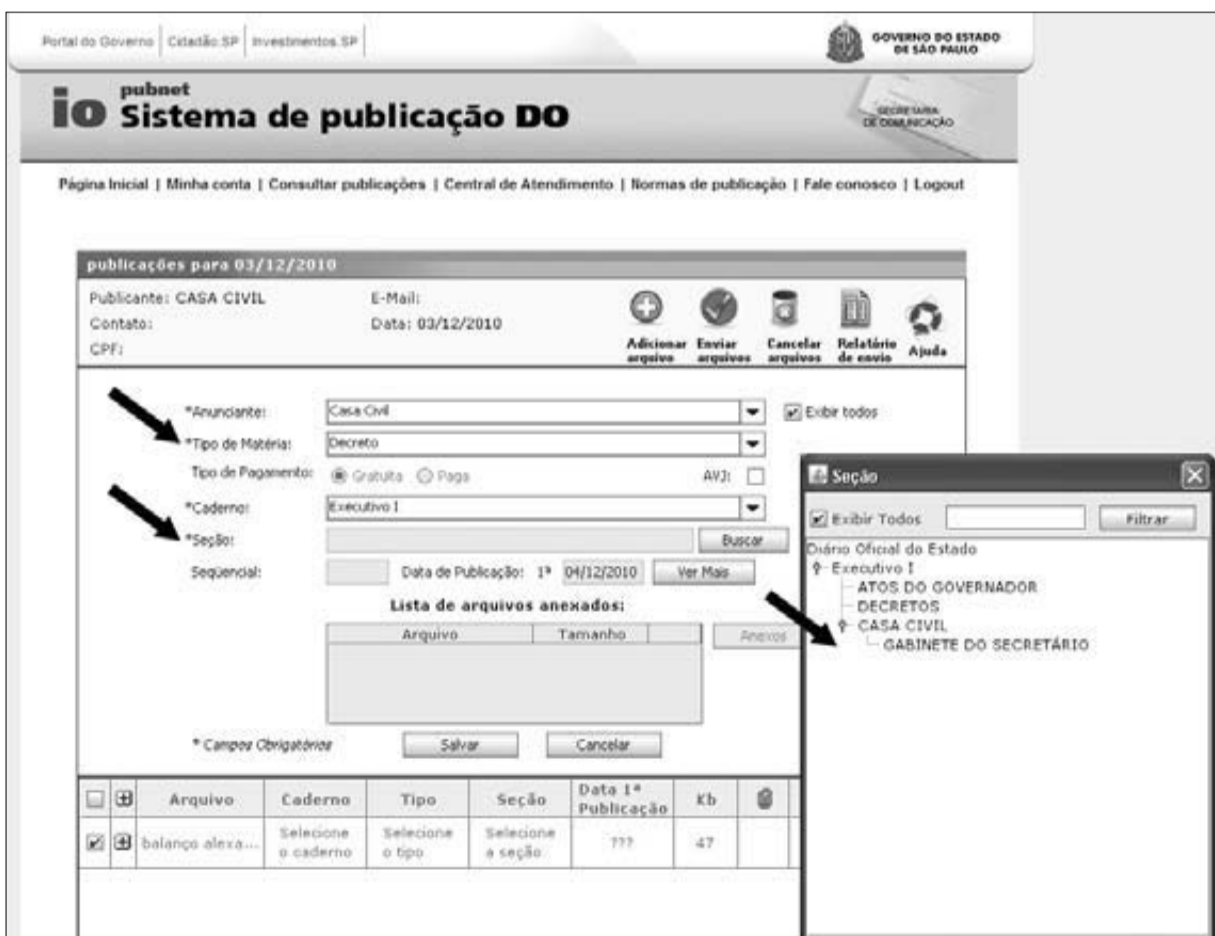 Portal do Governo Cidadão.SP Investimentos.SP
GOVERNO DO ESTADO
DE SÃO PAULO
io pubnet
Sistema de publicação DO
SECRETARIA
DE COMUNICAÇÃO
Página Inicial | Minha conta | Consultar publicações | Central de Atendimento | Normas de publicação | Fale conosco | Logout
publicações para 03/12/2010
Publicante: CASA CIVIL E-Mail:
Contato: Data: 03/12/2010
CPF:
Adicionar arquivo Enviar arquivos Cancelar arquivos Relatório de envio Ajuda
*Anunciante: Casa Civil Exibir todos
*Tipo de Matéria: Decreto
Tipo de Pagamento: Gratuita Paga AVJ:
*Caderno: Executivo I
*Seção: Buscar
Seqüencial: Data de Publicação: 1ª 04/12/2010 Ver Mais
Lista de arquivos anexados:
Arquivo Tamanho Anexos
* Campos Obrigatórios Salvar Cancelar
Arquivo Caderno Tipo Seção Data 1ª Publicação Kb
balanço alexa... Selecione o caderno Selecione o tipo Selecione a seção ??? 47
Seção
Exibir Todos Filtrar
Diário Oficial do Estado
Executivo I
ATOS DO GOVERNADOR
DECRETOS
CASA CIVIL
GABINETE DO SECRETÁRIO